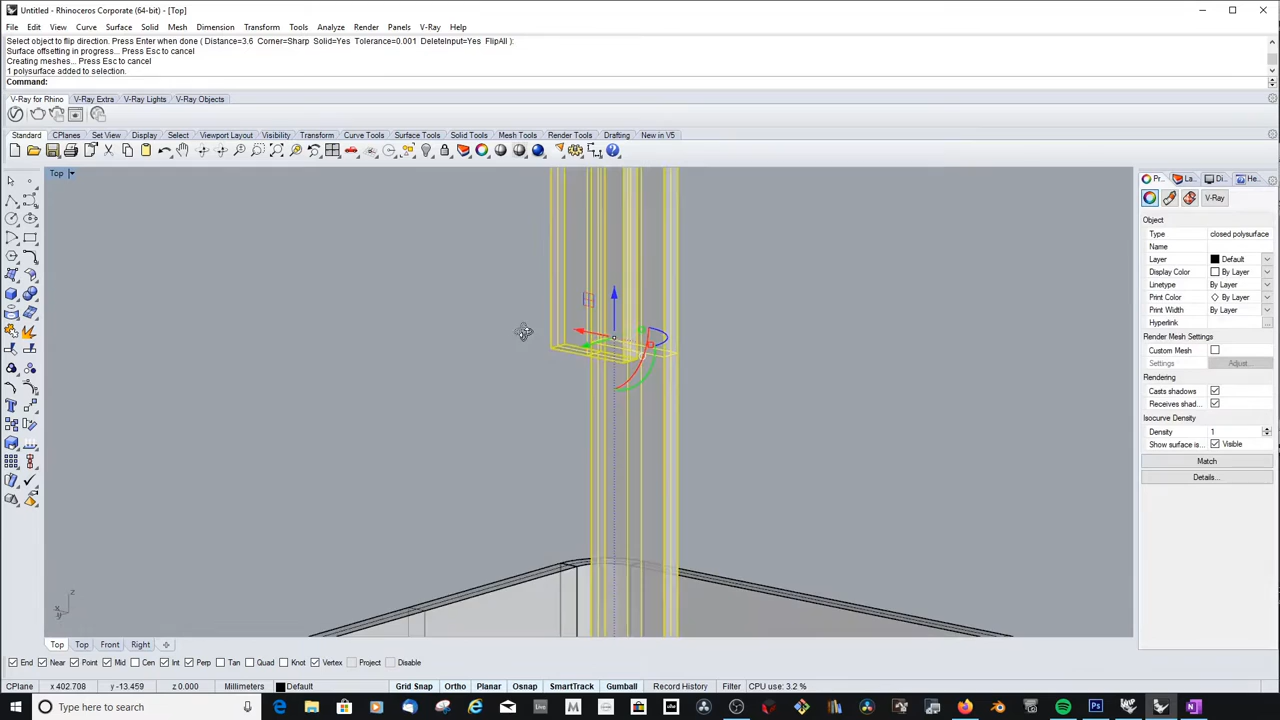 Untitled - Rhinoceros Corporate (64-bit) - [Top]
File Edit View Curve Surface Solid Mesh Dimension Transform Tools Analyze Render Panels V-Ray Help
Select object to flip direction. Press Enter when done ( Distance=3.6 Corner=Sharp Solid=Yes Tolerance=0.001 DeleteInput=Yes FlipAll ):
Surface offsetting in progress... Press Esc to cancel
Creating meshes... Press Esc to cancel
1 polysurface added to selection.
Command:
V-Ray for Rhino V-Ray Extra V-Ray Lights V-Ray Objects
Standard CPlanes Set View Display Select Viewport Layout Visibility Transform Curve Tools Surface Tools Solid Tools Mesh Tools Render Tools Drafting New in V5
Top
Pr... La... Di... He...
V-Ray
Object
Type closed polysurface
Name
Layer Default
Display Color By Layer
Linetype By Layer
Print Color By Layer
Print Width By Layer
Hyperlink ...
Render Mesh Settings
Custom Mesh
Settings Adjust...
Rendering
Casts shadows
Receives shad...
Isocurve Density
Density 1
Show surface is... Visible
Match
Details...
z
x
y
Top Top Front Right
End Near Point Mid Cen Int Perp Tan Quad Knot Vertex Project Disable
CPlane x 402.708 y -13.459 z 0.000 Millimeters Default Grid Snap Ortho Planar Osnap SmartTrack Gumball Record History Filter CPU use: 3.2 %
Type here to search